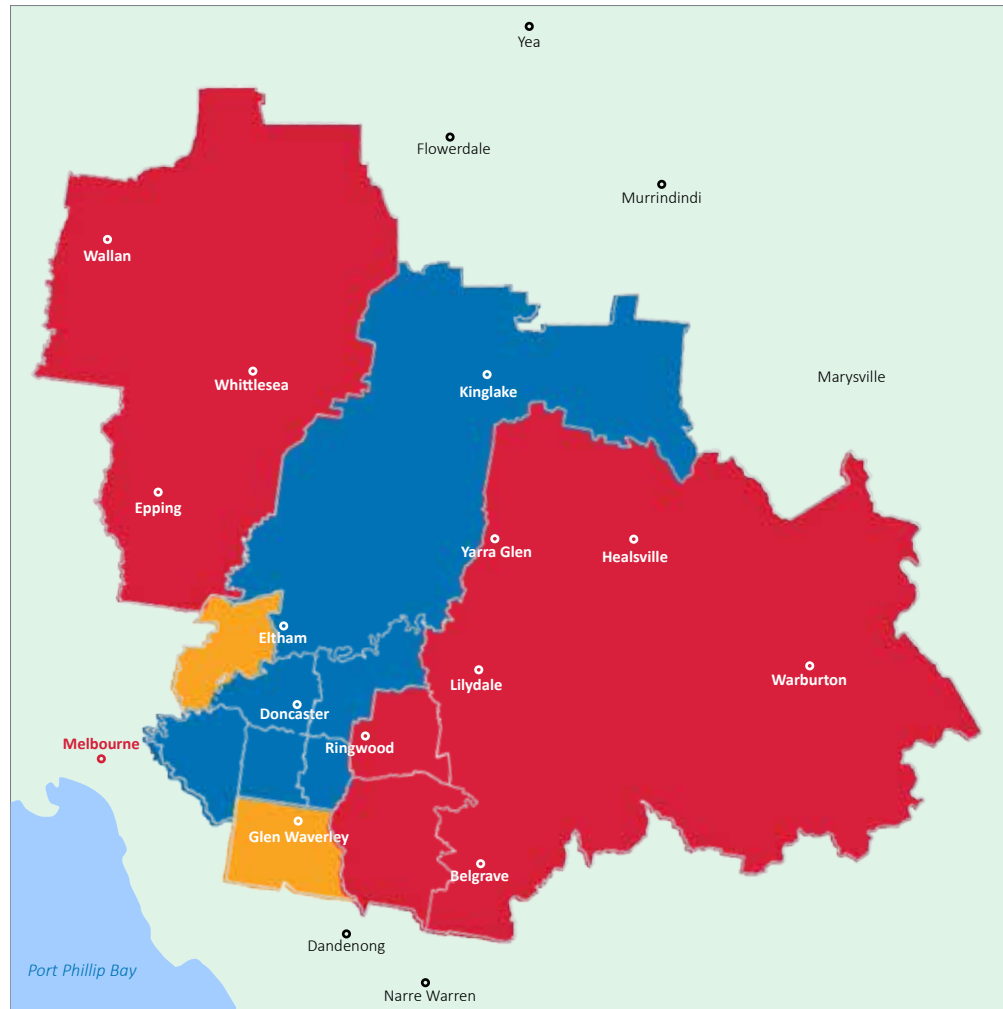 Yea
Flowerdale
Murrindindi
Wallan
Whittlesea
Kinglake
Marysville
Epping
Yarra Glen
Healsville
Eltham
Lilydale
Warburton
Doncaster
Melbourne
Ringwood
Glen Waverley
Belgrave
Dandenong
Port Phillip Bay
Narre Warren